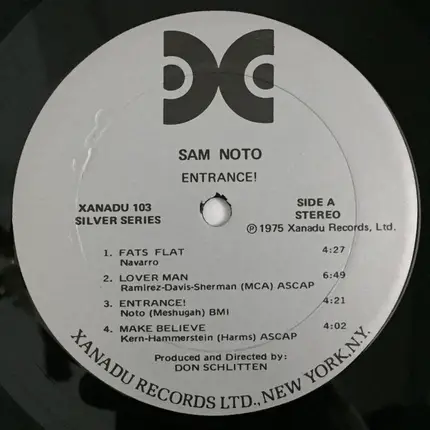 SAM NOTO
ENTRANCE!
XANADU 103
SILVER SERIES
SIDE A
STEREO
℗ 1975 Xanadu Records, Ltd.
1. FATS FLAT 4:27
Navarro
2. LOVER MAN 6:49
Ramirez-Davis-Sherman (MCA) ASCAP
3. ENTRANCE! 4:21
Noto (Meshugah) BMI
4. MAKE BELIEVE 4:02
Kern-Hammerstein (Harms) ASCAP
Produced and Directed by:
DON SCHLITTEN
XANADU RECORDS LTD., NEW YORK, N.Y.